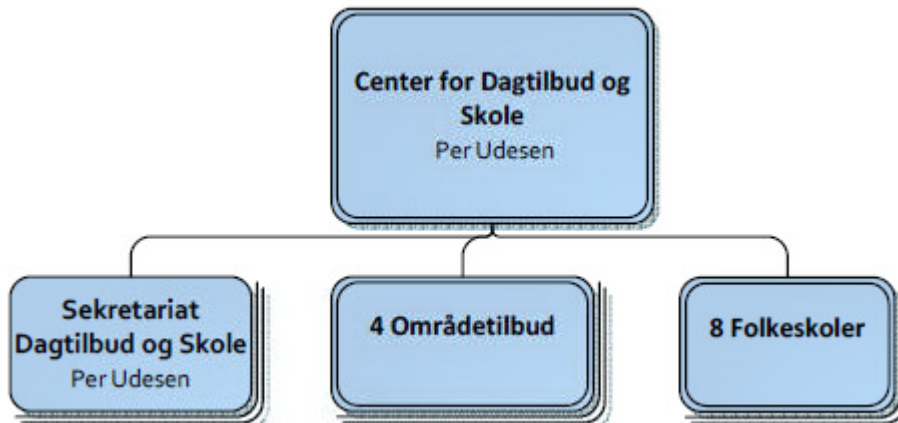 Center for Dagtilbud og
Skole
Per Udesen
Sekretariat
Dagtilbud og Skole
Per Udesen
4 Områdetilbud
8 Folkeskoler